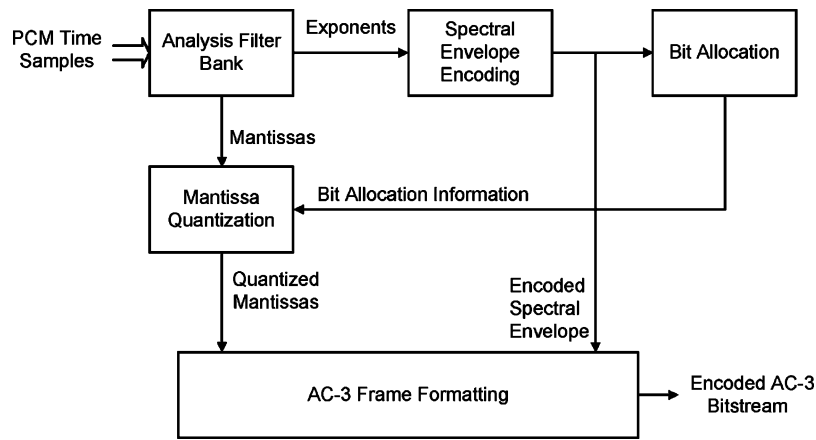 PCM Time
Samples
Analysis Filter
Bank
Exponents
Spectral
Envelope
Encoding
Bit Allocation
Mantissas
Mantissa
Quantization
Bit Allocation Information
Quantized
Mantissas
Encoded
Spectral
Envelope
AC-3 Frame Formatting
Encoded AC-3
Bitstream